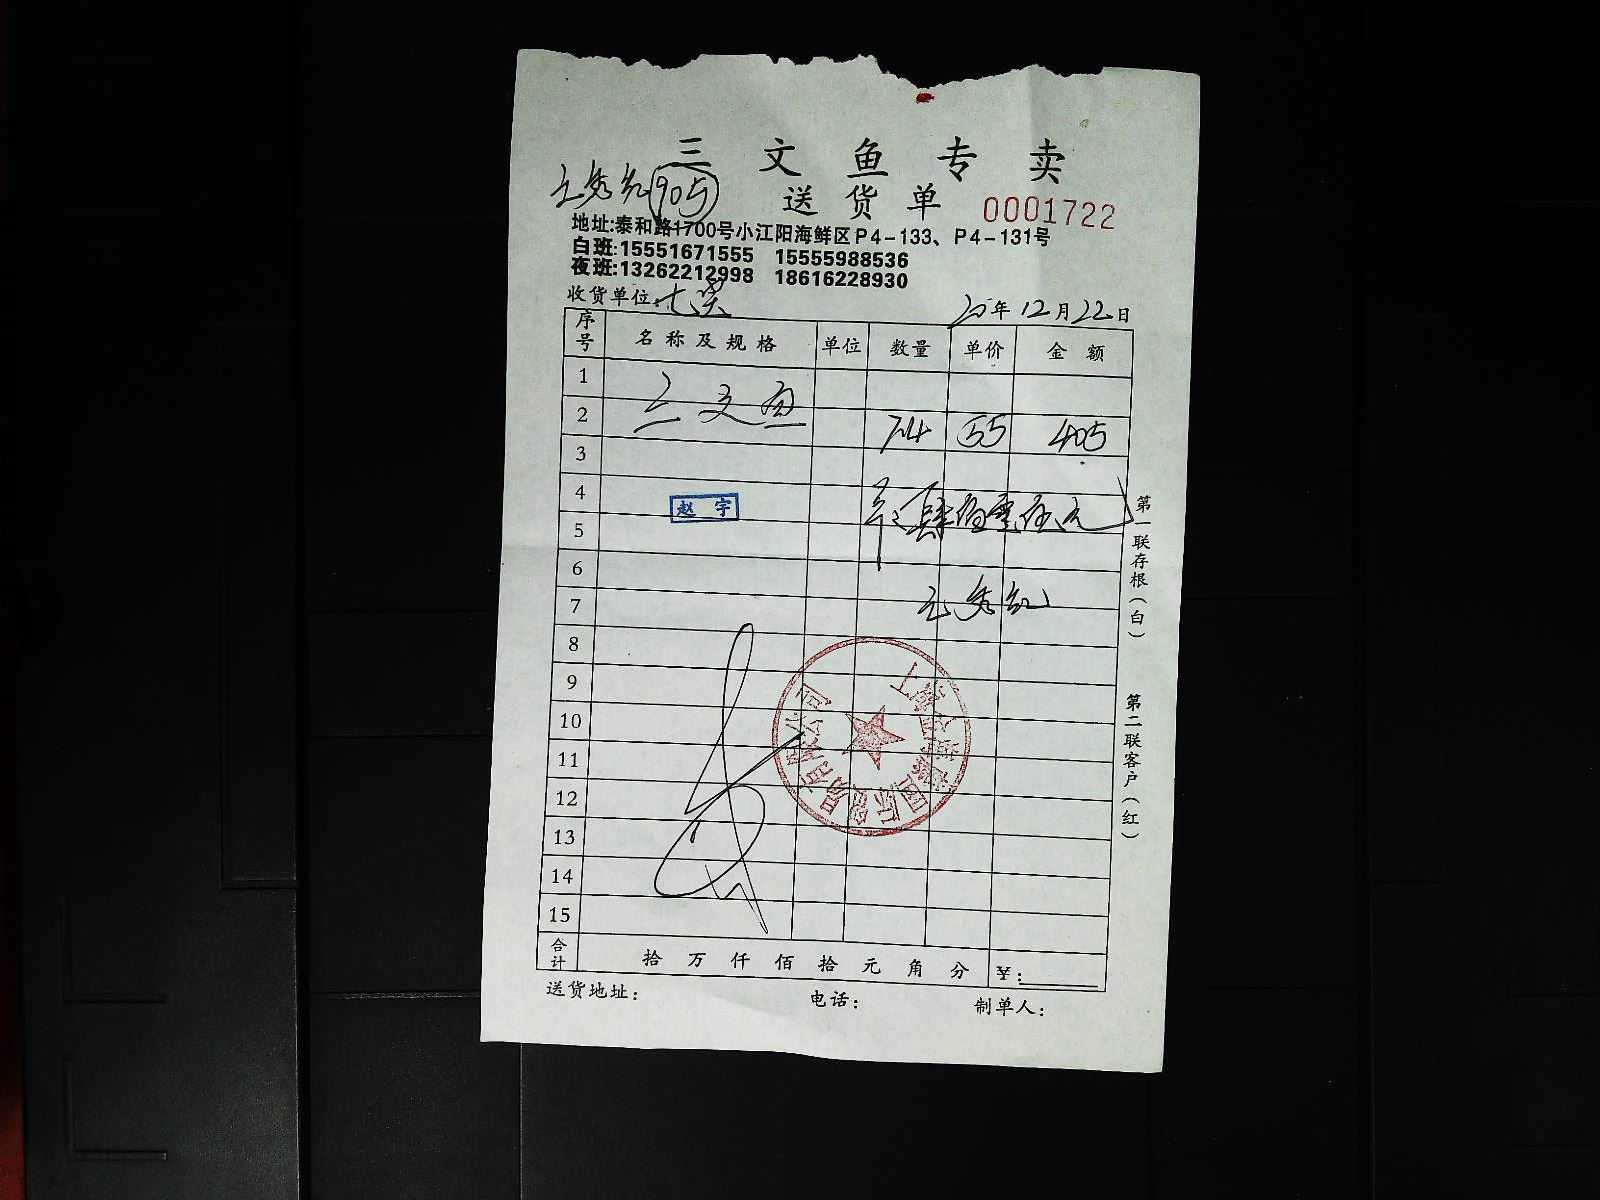 三文鱼专卖
905
送货单 0001722
地址:泰和路1700号小江阳海鲜区P4-133、P4-131号
白班:15551671555 15555988536
夜班:13262212998 18616228930
收货单位: 20年12月22日
序号 名称及规格 单位 数量 单价 金额
1
三文鱼
2 7.4 55 405
3
4
赵宇
5
6
7
8
9
10
11
12
13
14
15
合计 拾万仟佰拾元角分 ¥:
送货地址: 电话: 制单人:
第一联存根(白)
第二联客户(红)